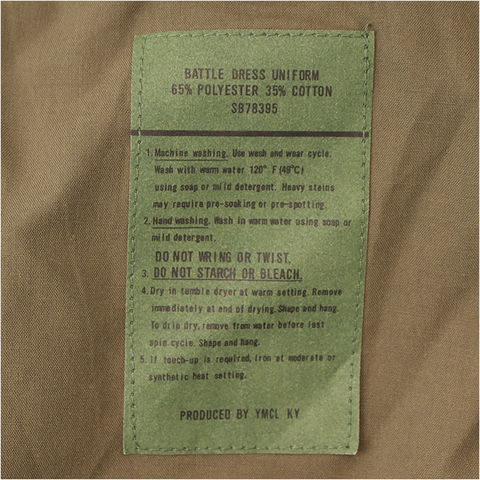 BATTLE DRESS UNIFORM
65% POLYESTER 35% COTTON
SB78395
1. Machine washing. Use wash and wear cycle.
Wash with warm water 120° F (49°C)
using soap or mild detergent. Heavy stains
may require pre-soaking or pre-spotting.
2. Hand washing. Wash in warm water using soap or
mild detergent.
DO NOT WRING OR TWIST.
3. DO NOT STARCH OR BLEACH.
4. Dry in tumble dryer at warm setting. Remove
immediately at end of drying. Shape and hang.
To drip dry, remove from water before last
spin cycle. Shape and hang.
5. If touch-up is required, iron at moderate or
synthetic heat setting.
PRODUCED BY YMCL KY